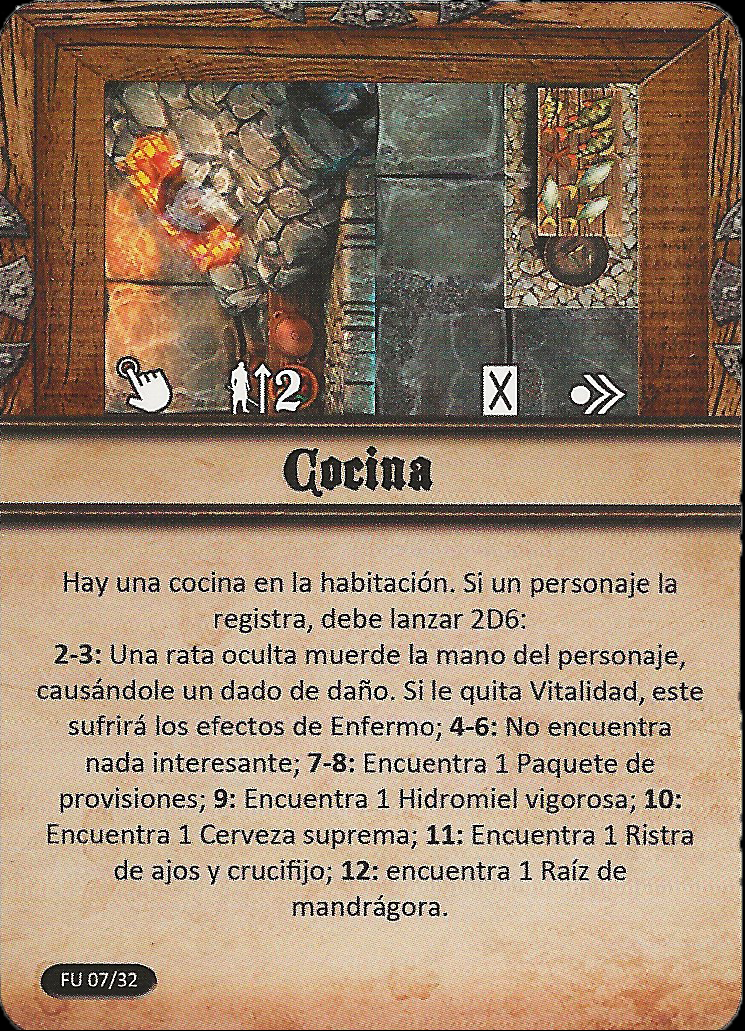 2
X
Cocina
Hay una cocina en la habitación. Si un personaje la
registra, debe lanzar 2D6:
2-3: Una rata oculta muerde la mano del personaje,
causándole un dado de daño. Si le quita Vitalidad, este
sufrirá los efectos de Enfermo; 4-6: No encuentra
nada interesante; 7-8: Encuentra 1 Paquete de
provisiones; 9: Encuentra 1 Hidromiel vigorosa; 10:
Encuentra 1 Cerveza suprema; 11: Encuentra 1 Ristra
de ajos y crucifijo; 12: encuentra 1 Raíz de
mandrágora.
FU 07/32